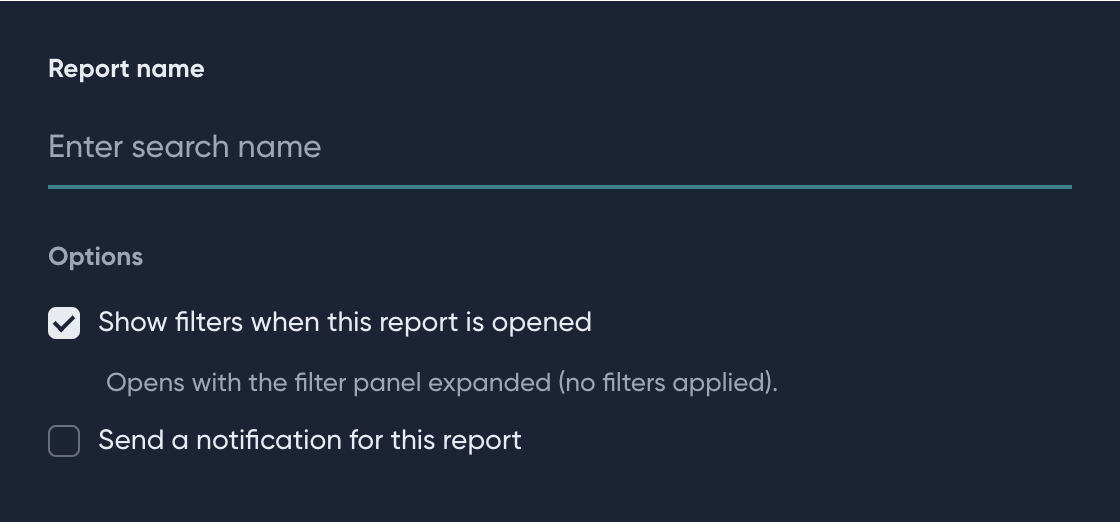 Report name
Enter search name
Options
Show filters when this report is opened
Opens with the filter panel expanded (no filters applied).
Send a notification for this report